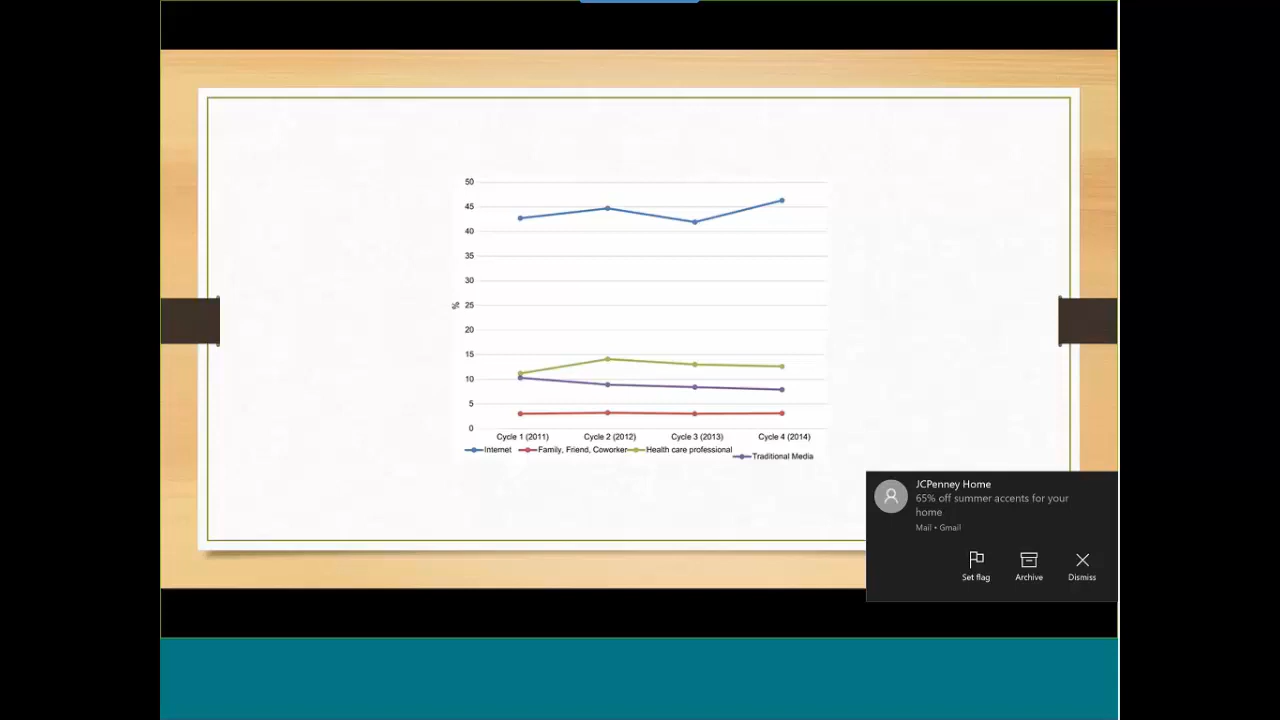 50
45
40
35
30
% 25
20
15
10
5
0
Cycle 1 (2011) Cycle 2 (2012) Cycle 3 (2013) Cycle 4 (2014)
Internet Family, Friend, Coworker Health care professional
Traditional Media
JCPenney Home
65% off summer accents for your
home
Mail • Gmail
Set flag Archive Dismiss